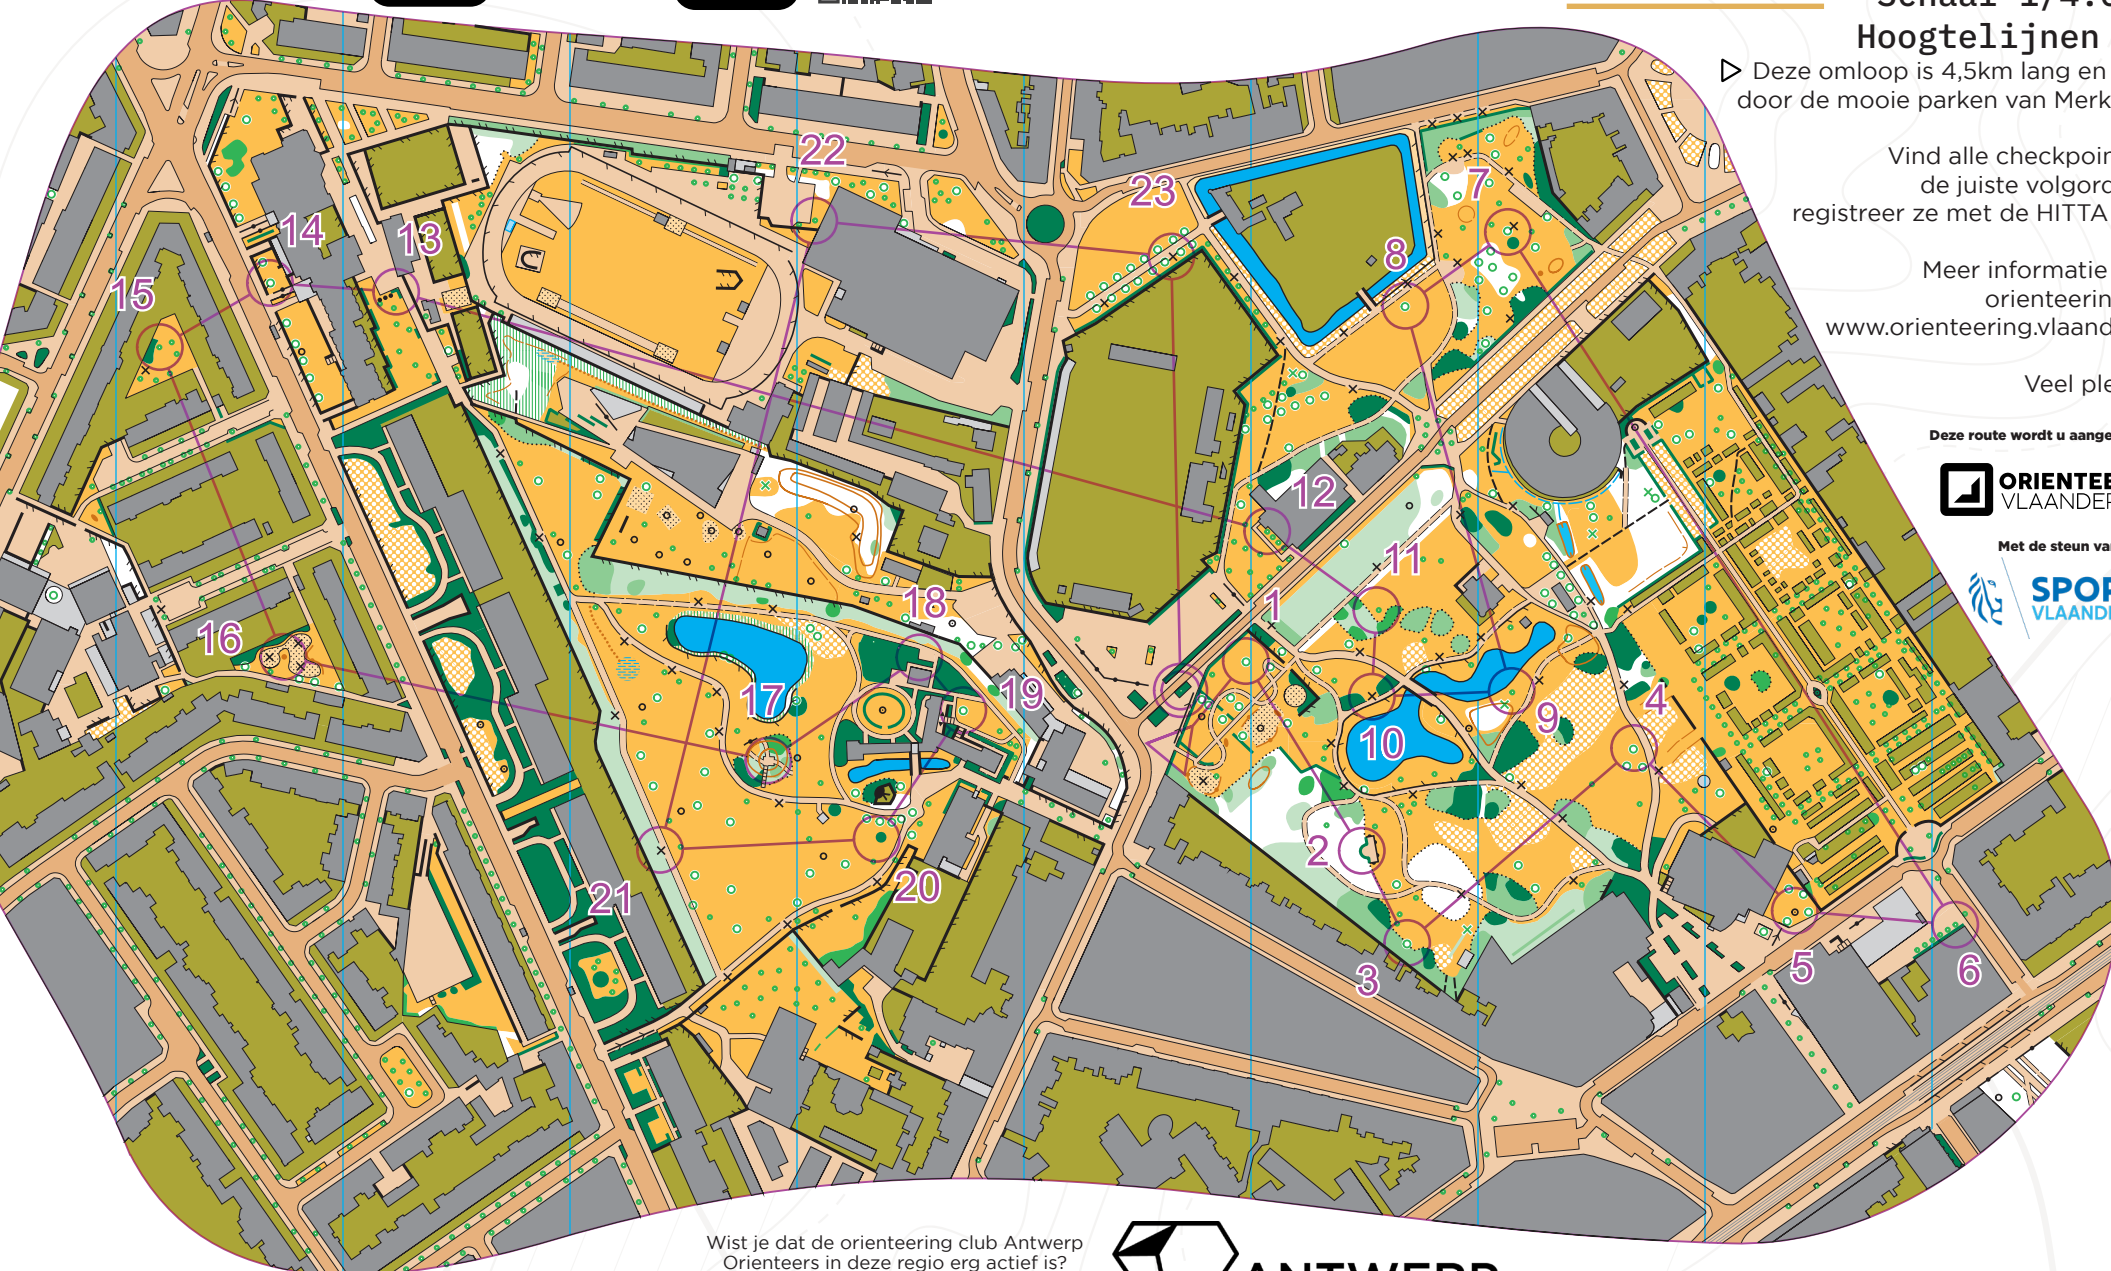 Hoogtelijnen
Deze omloop is 4,5km lang en
door de mooie parken van Merk
Vind alle checkpoin
de juiste volgord
registreer ze met de HITTA
Meer informatie
orienteerin
www.orienteering.vlaand
Veel ple
Deze route wordt u aange
ORIENTEE
VLAANDER
Met de steun va
SPOR
VLAANDE
22
23
7
14
13
8
15
12
11
18
1
16
17
19
4
9
10
2
20
21
3
5
6
Wist je dat de orienteering club Antwerp
Orienteers in deze regio erg actief is?
ANTWERP